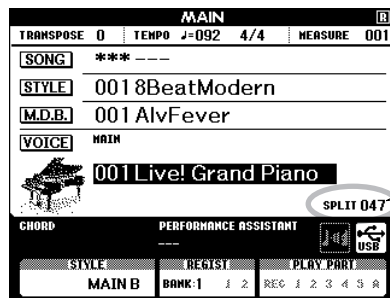 MAIN R
TRANSPOSE 0 TEMPO ♩=092 4/4 MEASURE 001
SONG ***---
STYLE 001 8BeatModern
M.D.B. 001 AlvFever
VOICE MAIN
001 Live! Grand Piano
SPLIT 047
CHORD PERFORMANCE ASSISTANT
--- USB
STYLE REGIST PLAY PART
MAIN B BANK:1 1 2 REC 1 2 3 4 5 A